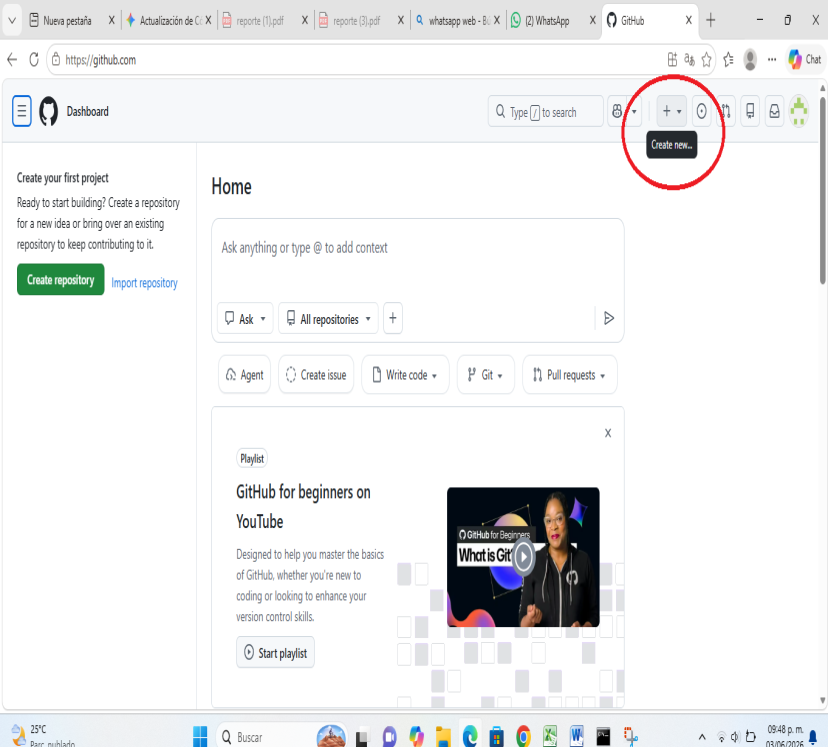 Nueva pestaña
Actualización de Co
reporte (1).pdf
reporte (3).pdf
whatsapp web - Bu
(2) WhatsApp
GitHub
https://github.com
Chat
Dashboard
Type / to search
Create new...
Create your first project
Ready to start building? Create a repository
for a new idea or bring over an existing
repository to keep contributing to it.
Create repository
Import repository
Home
Ask anything or type @ to add context
Ask
All repositories
Agent
Create issue
Write code
Git
Pull requests
Playlist
GitHub for beginners on
YouTube
Designed to help you master the basics
of GitHub, whether you're new to
coding or looking to enhance your
version control skills.
Start playlist
GitHub for Beginners
What is Git?
25°C
Parc. nublado
Buscar
09:48 p. m.
03/06/2026